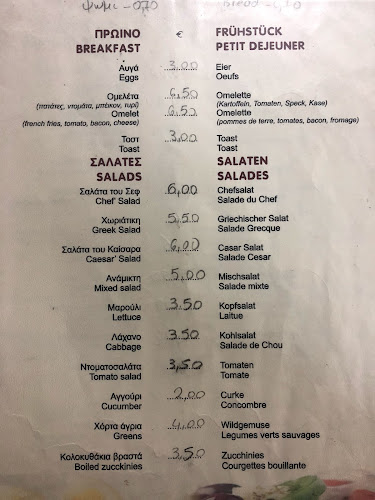 ψωμί - 0,70
ΠΡΩΙΝΟ € FRÜHSTÜCK
BREAKFAST PETIT DEJEUNER
Αυγά 3,00 Eier
Eggs Oeufs
Ομελέτα 6,50 Omelette
(πατάτες, ντομάτα, μπέικον, τυρί) (Kartoffeln, Tomaten, Speck, Kase)
Omelet 6,50 Omelette
(french fries, tomato, bacon, cheese) (pommes de terre, tomates, bacon, fromage)
Τοστ 3,00 Toast
Toast Toast
ΣΑΛΑΤΕΣ SALATEN
SALADS SALADES
Σαλάτα του Σεφ 6,00 Chefsalat
Chef' Salad Salade du Chef
Χωριάτικη 5,50 Griechischer Salat
Greek Salad Salade Grecque
Σαλάτα του Καίσαρα 6,00 Casar Salat
Caesar' Salad Salade Cesar
Ανάμικτη 5,00 Mischsalat
Mixed salad Salade mixte
Μαρούλι 3,50 Kopfsalat
Lettuce Laitue
Λάχανο 3,50 Kohlsalat
Cabbage Salade de Chou
Ντοματοσαλάτα 3,50 Tomaten
Tomato salad Tomate
Αγγούρι 2,00 Curke
Cucumber Concombre
Χόρτα άγρια 4,00 Wildgemuse
Greens Legumes verts sauvages
Κολοκυθάκια βραστά 3,50 Zucchinies
Boiled zucckinies Courgettes bouillante